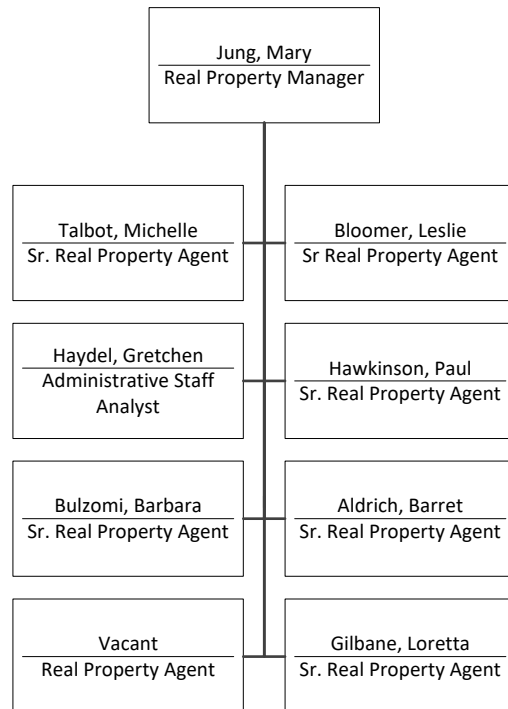 Jung, Mary
Real Property Manager
Talbot, Michelle
Sr. Real Property Agent
Bloomer, Leslie
Sr Real Property Agent
Haydel, Gretchen
Administrative Staff
Analyst
Hawkinson, Paul
Sr. Real Property Agent
Bulzomi, Barbara
Sr. Real Property Agent
Aldrich, Barret
Sr. Real Property Agent
Vacant
Real Property Agent
Gilbane, Loretta
Sr. Real Property Agent